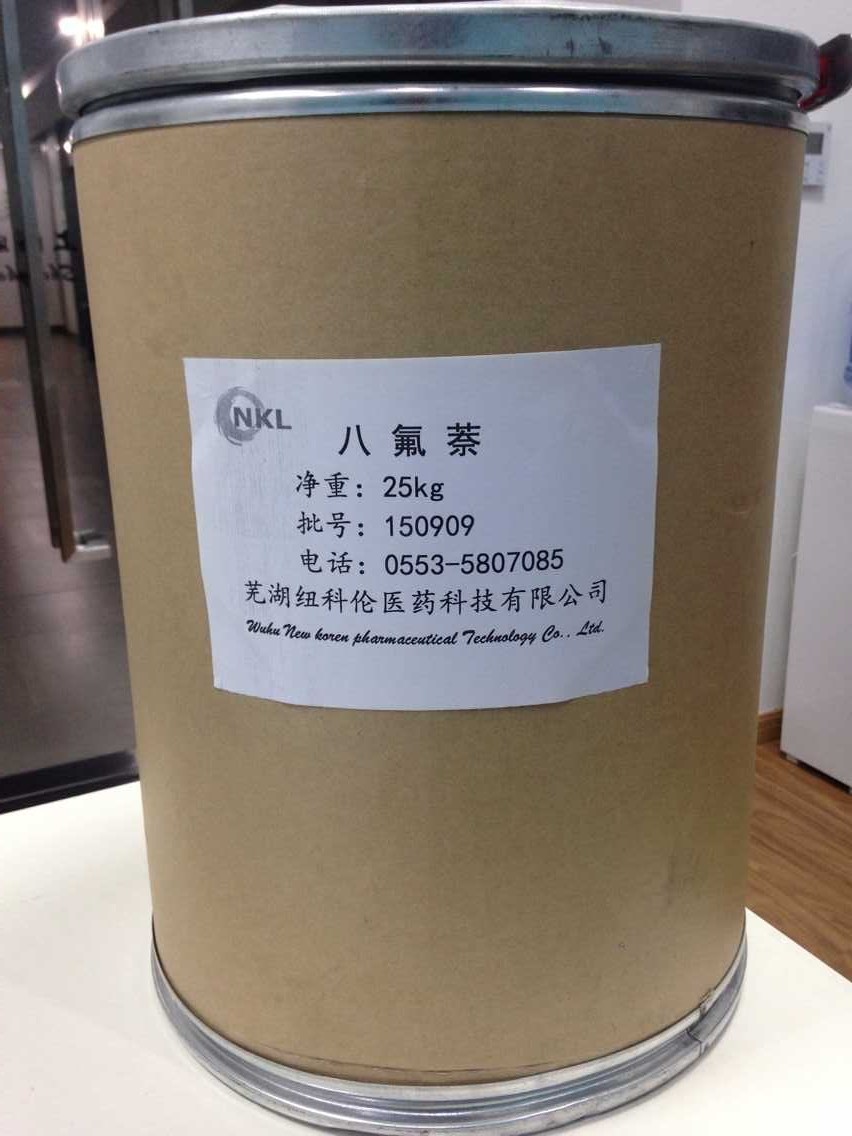 NKL
八氟萘
净重：25kg
批号：150909
电话：0553-5807085
芜湖纽科伦医药科技有限公司
Wuhu New koren pharmaceutical Technology Co., Ltd.